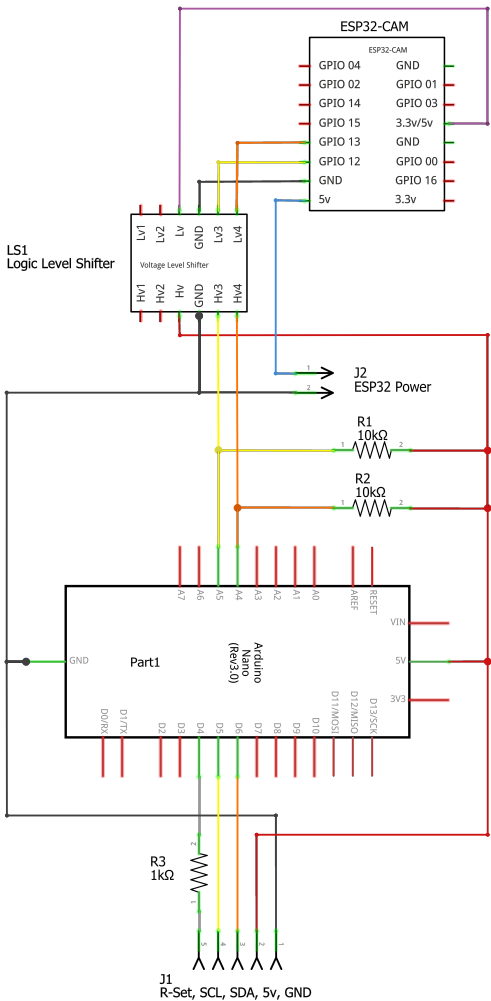 ESP32-CAM
ESP32-CAM
GPIO 04 GND
GPIO 02 GPIO 01
GPIO 14 GPIO 03
GPIO 15 3.3v/5v
GPIO 13 GND
GPIO 12 GPIO 00
GND GPIO 16
5v 3.3v
Lv1 Lv2 Lv GND Lv3 Lv4
LS1
Logic Level Shifter
Voltage Level Shifter
Hv1 Hv2 Hv GND Hv3 Hv4
1
J2
2
ESP32 Power
R1
10kΩ
1 2
R2
10kΩ
1 2
A7 A6 A5 A4 A3 A2 A1 A0 AREF RESET
VIN
GND
Part1
Arduino
Nano
(Rev3.0)
5V
3V3
D0/RX D1/TX D2 D3 D4 D5 D6 D7 D8 D9 D10 D11/MOSI D12/MISO D13/SCK
2
R3
1kΩ
1
5 4 3 2 1
J1
R-Set, SCL, SDA, 5v, GND